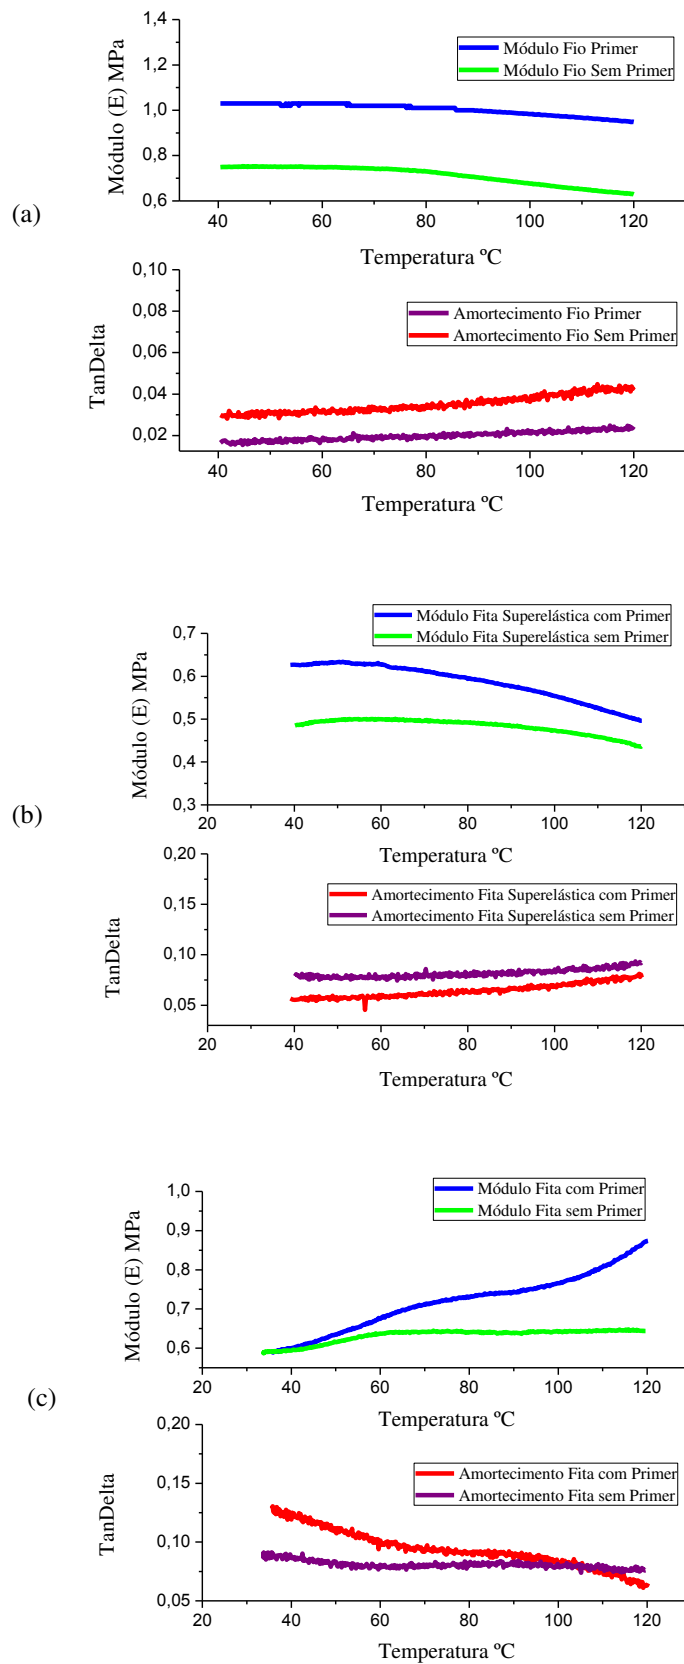 1,4
1,2
1,0
0,8
0,6
Módulo (E) MPa
Módulo Fio Primer
Módulo Fio Sem Primer
40 60 80 100 120
Temperatura ºC
(a)
0,10
0,08
0,06
0,04
0,02
TanDelta
Amortecimento Fio Primer
Amortecimento Fio Sem Primer
40 60 80 100 120
Temperatura ºC
Módulo Fita Superelástica com Primer
Módulo Fita Superelástica sem Primer
0,7
0,6
0,5
0,4
0,3
Módulo (E) MPa
20 40 60 80 100 120
Temperatura ºC
(b)
0,20
0,15
0,10
0,05
TanDelta
Amortecimento Fita Superelástica com Primer
Amortecimento Fita Superelástica sem Primer
20 40 60 80 100 120
Temperatura ºC
1,0
0,9
0,8
0,7
0,6
Módulo (E) MPa
Módulo Fita com Primer
Módulo Fita sem Primer
20 40 60 80 100 120
Temperatura ºC
(c)
0,20
0,15
0,10
0,05
TanDelta
Amortecimento Fita com Primer
Amortecimento Fita sem Primer
20 40 60 80 100 120
Temperatura ºC